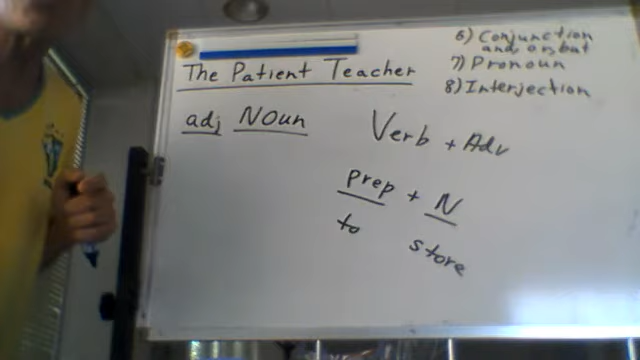 The Patient Teacher
6) Conjunction
and, or, but
7) Pronoun
8) Interjection
adj Noun
Verb + Adv
prep + N
to store